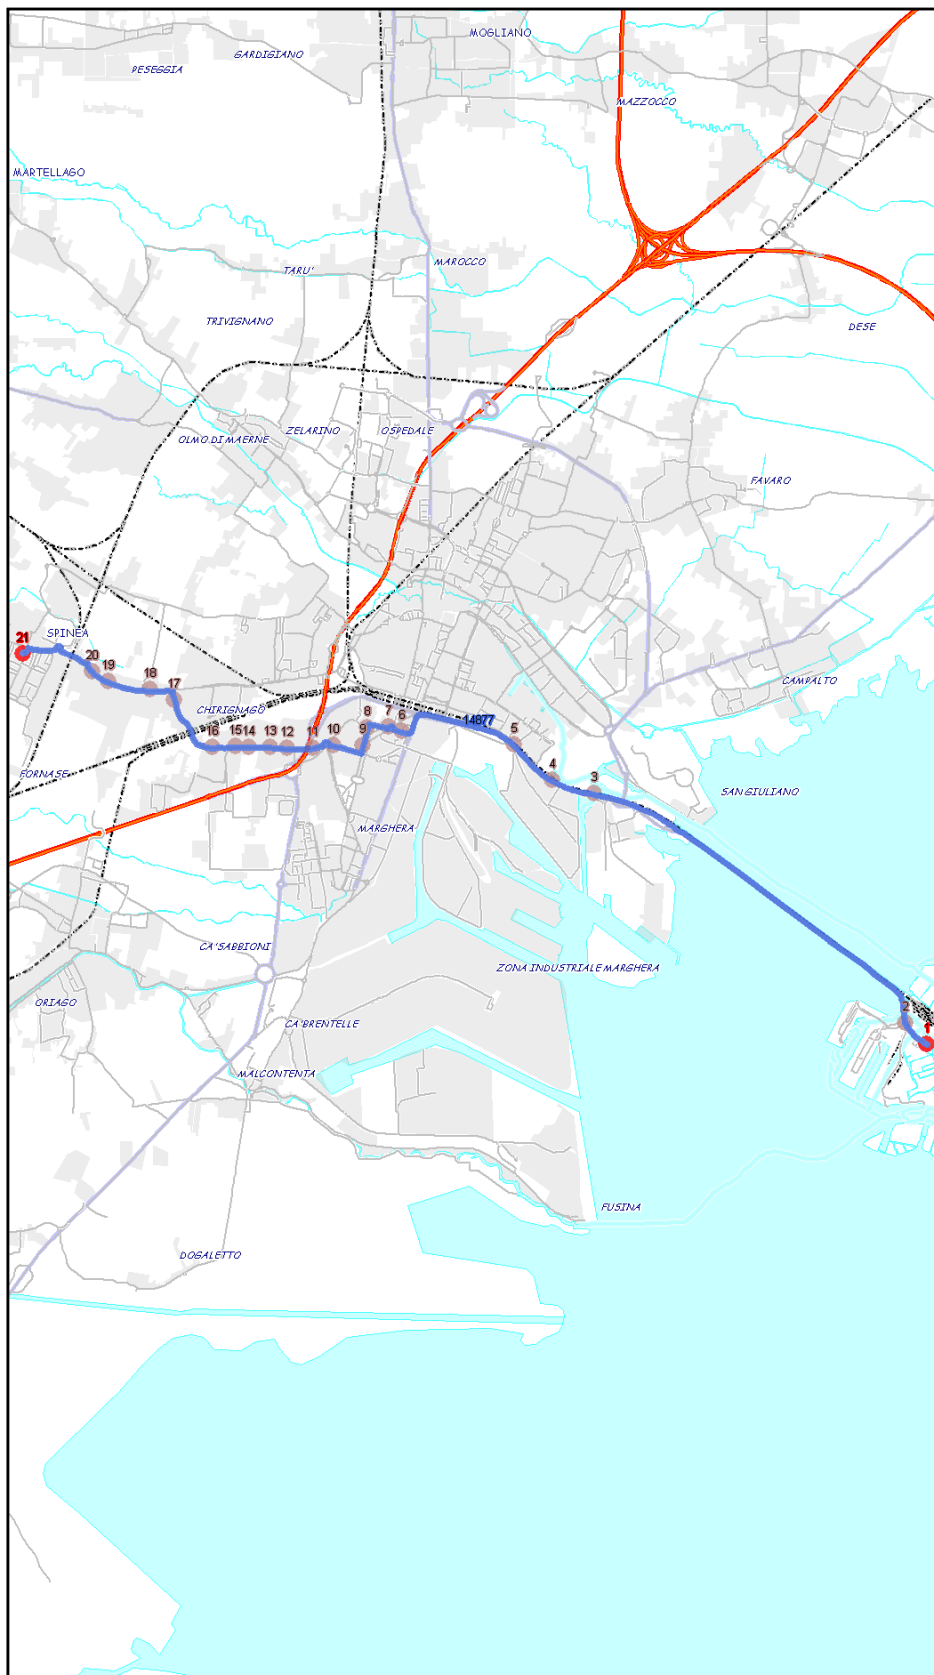 MOGLIANO
GARDIGIANO
PESEGGIA
MAZZOCCO
MARTELLAGO
MAROCCO
TARU'
TRIVIGNANO
DESE
ZELARINO
OSPEDALE
OLMO DI MAERNE
FAVARO
21
SPINEA
20
19
18
17
CAMPALTO
CHIRIGNAGO
8
7
6
14877
16
15
14
13
12
11
10
9
5
4
3
FORNASE
SAN GIULIANO
MARGHERA
CA'SABBIONI
ZONA INDUSTRIALE MARGHERA
ORIAGO
2
1
CA'BRENTELLE
MALCONTENTA
FUSINA
DOGALETTO